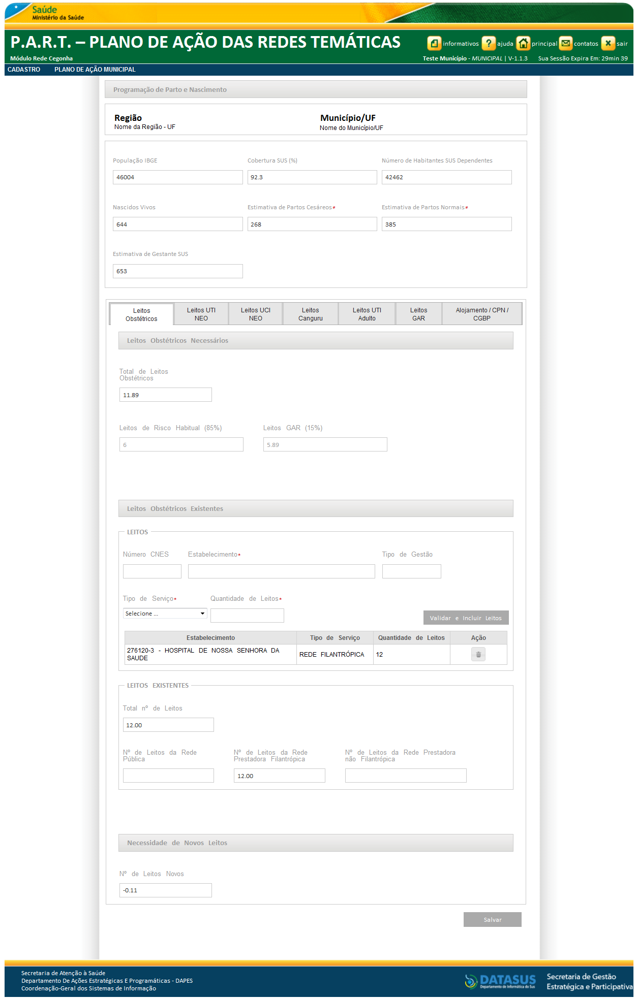 Saúde
Ministério da Saúde
P.A.R.T. – PLANO DE AÇÃO DAS REDES TEMÁTICAS
informativos ? ajuda principal contatos sair
Módulo Rede Cegonha
Teste Município - MUNICIPAL | V-1.1.3 Sua Sessão Expira Em: 29min 39
CADASTRO PLANO DE AÇÃO MUNICIPAL
Programação de Parto e Nascimento
Região Município/UF
Nome da Região - UF Nome do Município/UF
População IBGE Cobertura SUS (%) Número de Habitantes SUS Dependentes
46004 92.3 42462
Nascidos Vivos Estimativa de Partos Cesáreos* Estimativa de Partos Normais*
644 268 385
Estimativa de Gestante SUS
653
Leitos Obstétricos
Leitos UTI NEO
Leitos UCI NEO
Leitos Canguru
Leitos UTI Adulto
Leitos GAR
Alojamento / CPN / CGBP
Leitos Obstétricos Necessários
Total de Leitos
Obstétricos
11.89
Leitos de Risco Habitual (85%) Leitos GAR (15%)
6 5.89
Leitos Obstétricos Existentes
LEITOS
Número CNES Estabelecimento* Tipo de Gestão
Tipo de Serviço* Quantidade de Leitos*
Selecione ...
Validar e Incluir Leitos
Estabelecimento Tipo de Serviço Quantidade de Leitos Ação
276120-3 - HOSPITAL DE NOSSA SENHORA DA
SAUDE
REDE FILANTRÓPICA 12
LEITOS EXISTENTES
Total nº de Leitos
12.00
Nº de Leitos da Rede
Pública
Nº de Leitos da Rede
Prestadora Filantrópica
Nº de Leitos da Rede Prestadora
não Filantrópica
12.00
Necessidade de Novos Leitos
Nº de Leitos Novos
-0.11
Salvar
Secretaria de Atenção à Saúde
Departamento De Ações Estratégicas E Programáticas - DAPES
Coordenação-Geral dos Sistemas de Informação
DATASUS
Departamento de Informática do Sus
Secretaria de Gestão
Estratégica e Participativa